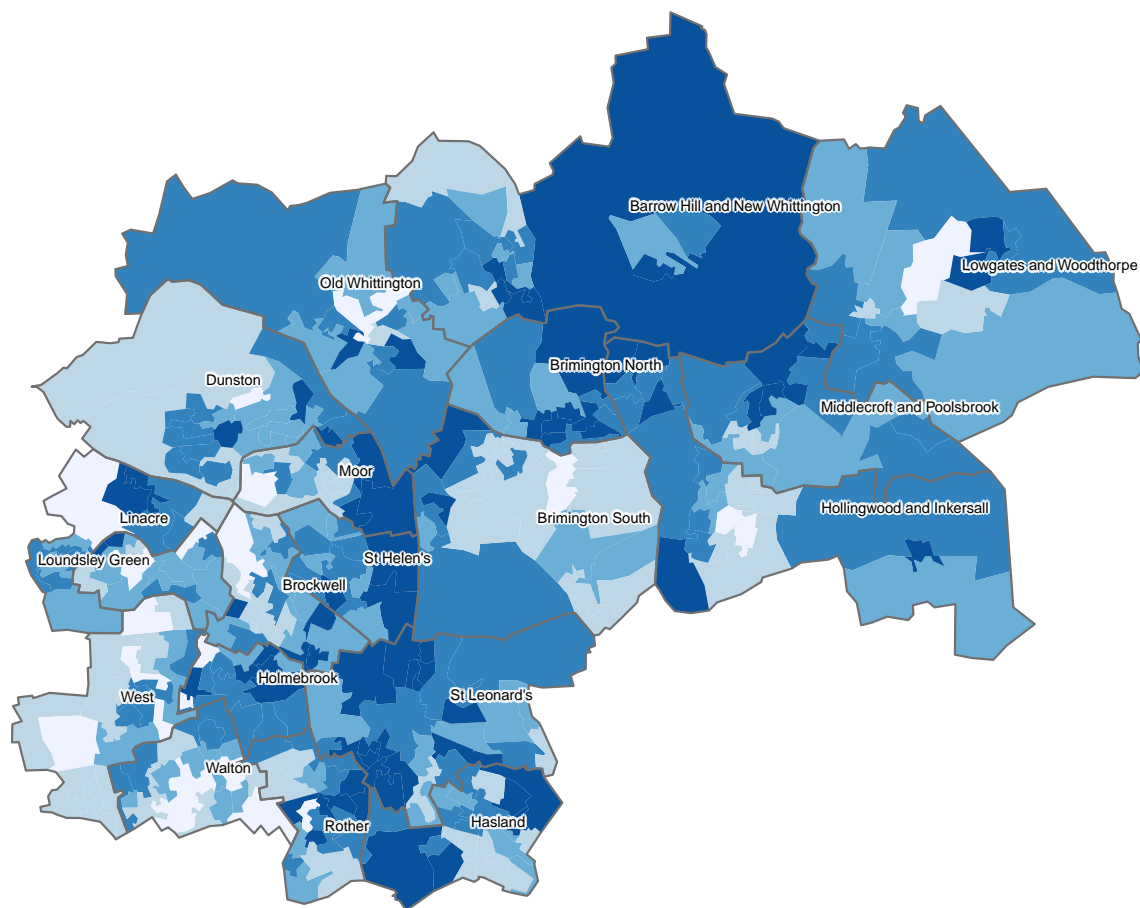 Barrow Hill and New Whittington
Lowgates and Woodthorpe
Old Whittington
Brimington North
Dunston
Middlecroft and Poolsbrook
Moor
Hollingwood and Inkersall
Linacre
Brimington South
Loundsley Green
St Helen's
Brockwell
Holmebrook
West
St Leonard's
Walton
Rother
Hasland